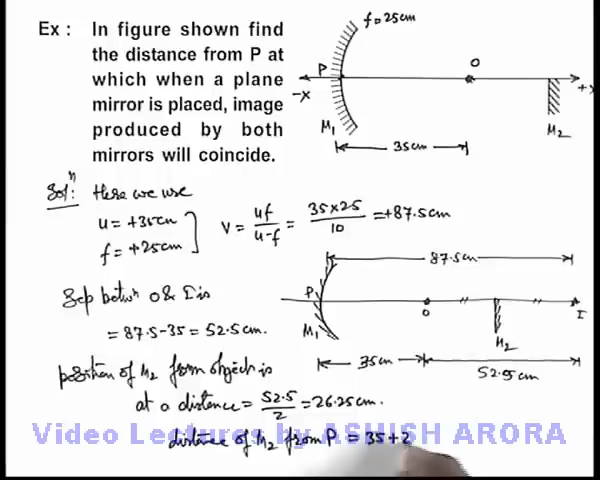 Ex : In figure shown find
the distance from P at
which when a plane
mirror is placed, image
produced by both
mirrors will coincide.
f=25cm
P
O
-X
+X
M1
M2
35cm
Solⁿ: Here we use
u = +35cm
f = +25cm
v = uf/u-f = 35×25/10 = +87.5cm
87.5cm
Sep betwⁿ O & I is
= 87.5-35 = 52.5cm.
P
O
I
M1
M2
35cm
52.5cm
position of M2 from object is
at a distance = 52.5/2 = 26.25cm.
Video Lectures by ASHISH ARORA
distance of M2 from P = 35+2